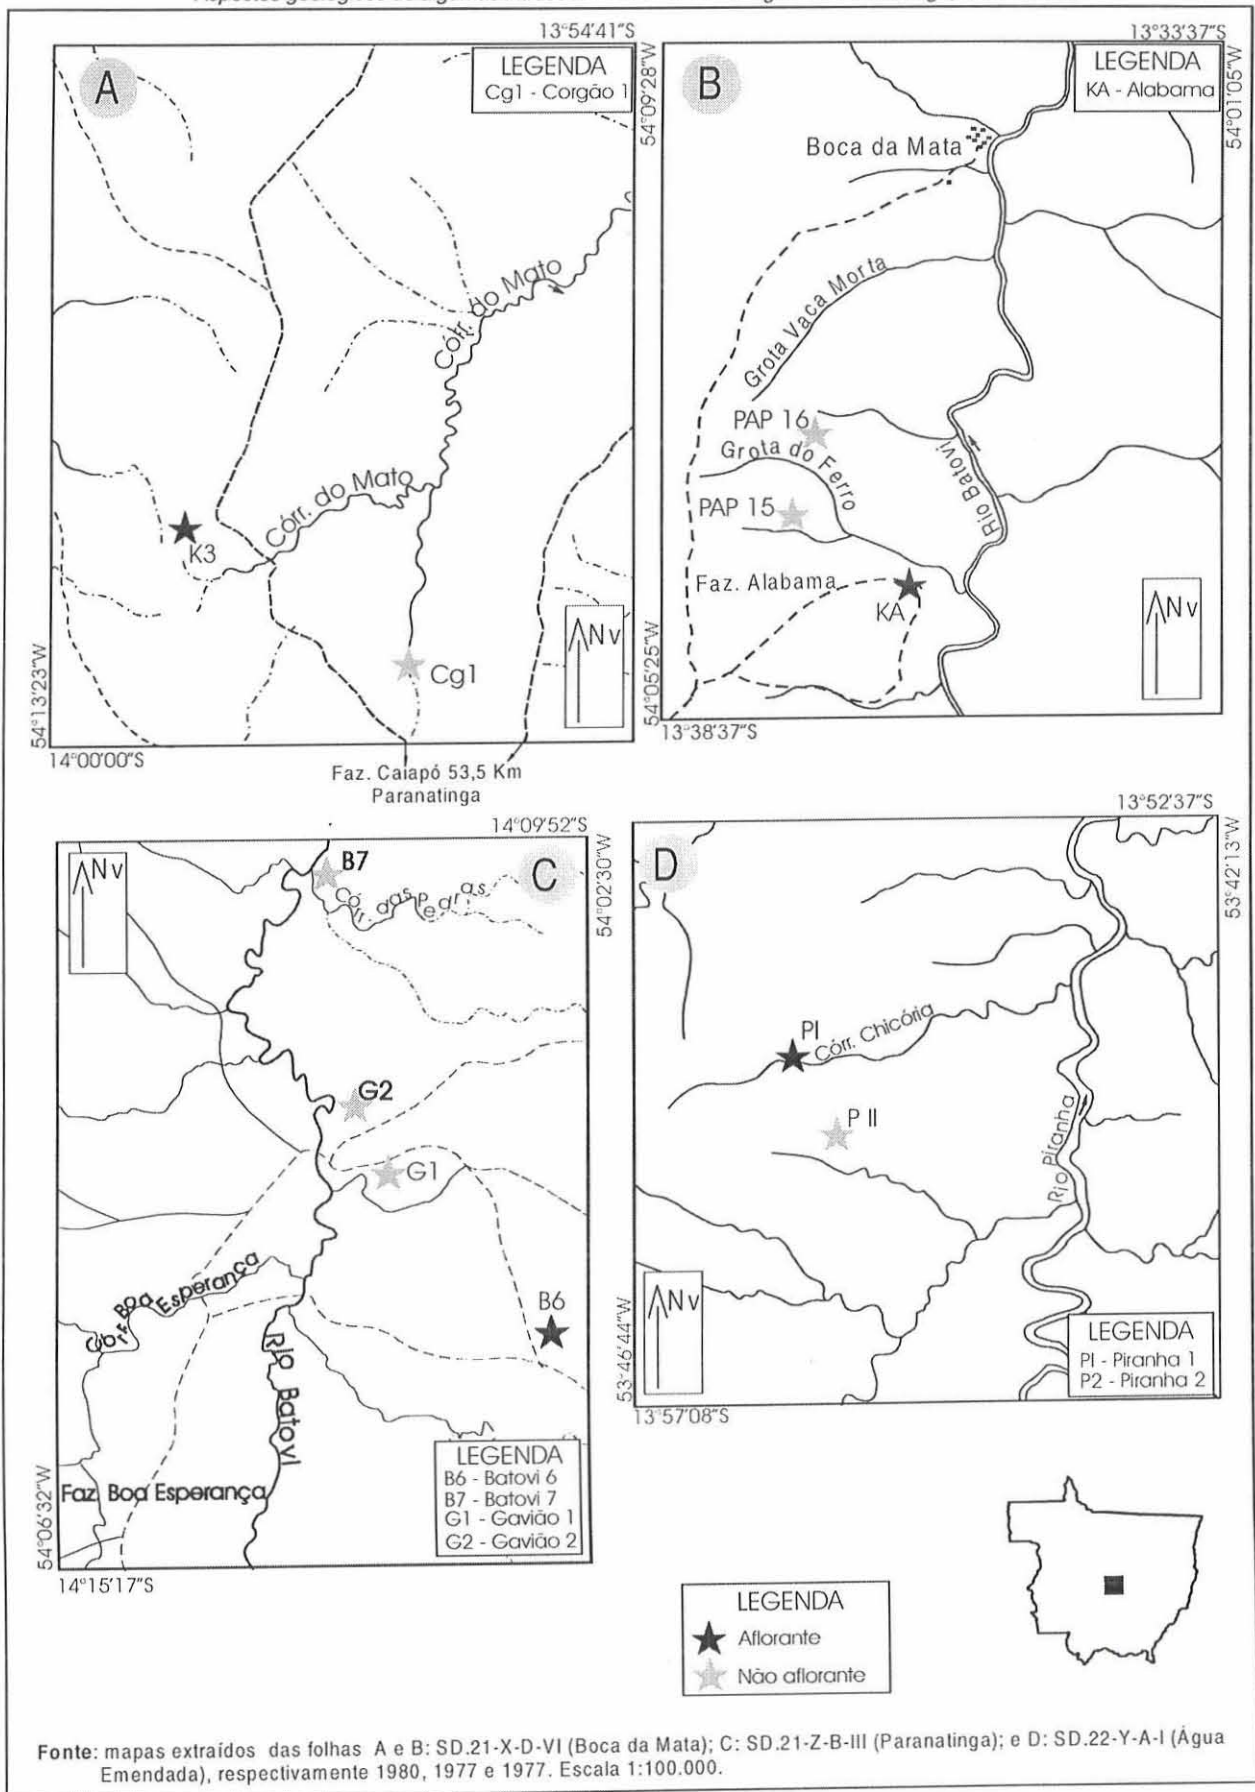 13°54'41"S
54°09'28"W
A
LEGENDA
Cg1 - Corgão 1
Córr. do Mato
Córr. do Mato
K3
Cg1
Nv
54°13'23"W
14°00'00"S
Faz. Caiapó 53,5 Km
Paranatinga
13°33'37"S
54°01'05"W
B
LEGENDA
KA - Alabama
Boca da Mata
Grota Vaca Morta
PAP 16
Grota do Ferro
Rio Batovi
PAP 15
Faz. Alabama
KA
Nv
54°05'25"W
13°38'37"S
14°09'52"S
54°02'30"W
Nv
B7
C
Córr. das Pedras
G2
G1
Córr. Boa Esperança
B6
Rio Batovi
Faz. Boa Esperança
LEGENDA
B6 - Batovi 6
B7 - Batovi 7
G1 - Gavião 1
G2 - Gavião 2
54°06'32"W
14°15'17"S
13°52'37"S
53°42'13"W
D
PI
Córr. Chicória
P II
Rio Piranha
Nv
LEGENDA
PI - Piranha 1
P2 - Piranha 2
53°46'44"W
13°57'08"S
LEGENDA
Aflorante
Não aflorante
Fonte: mapas extraídos das folhas A e B: SD.21-X-D-VI (Boca da Mata); C: SD.21-Z-B-III (Paranatinga); e D: SD.22-Y-A-I (Água
Emendada), respectivamente 1980, 1977 e 1977. Escala 1:100.000.